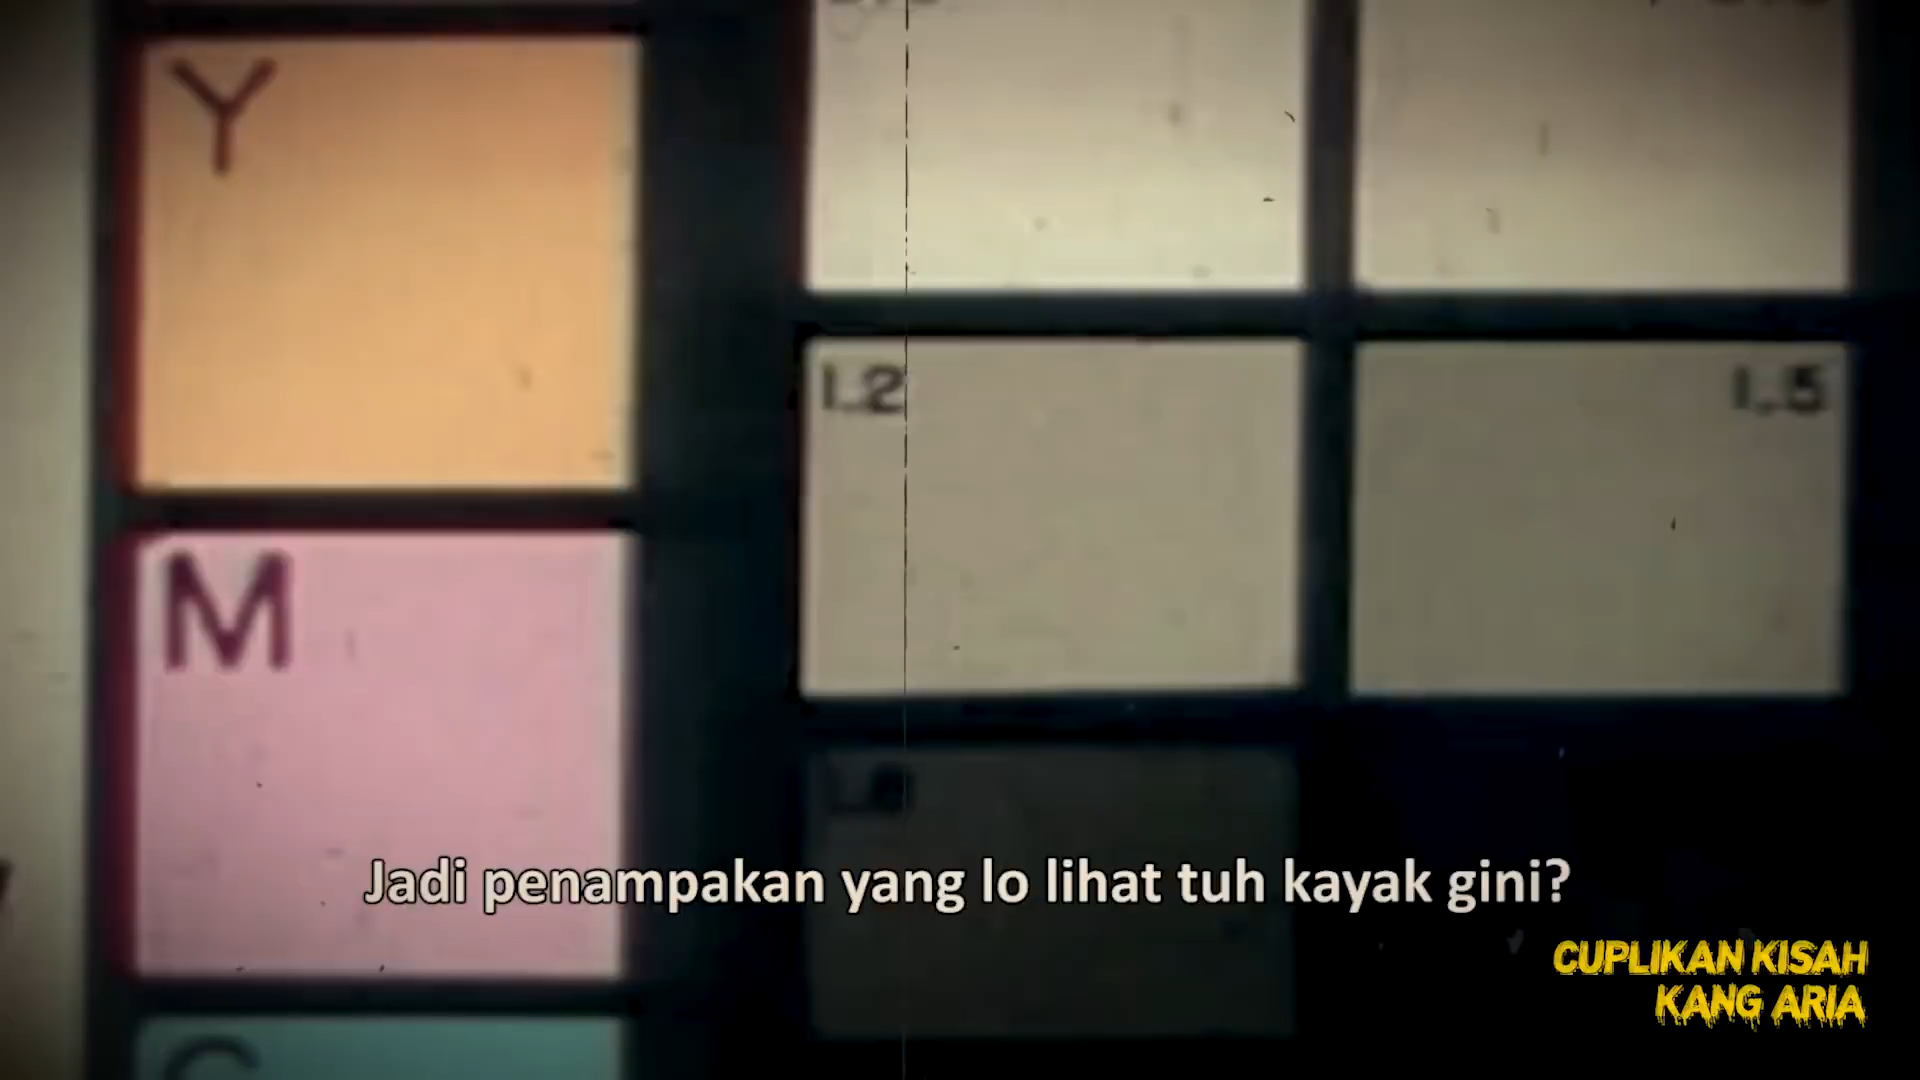 Y
1.2
1.5
M
Jadi penampakan yang lo lihat tuh kayak gini?
C
CUPLIKAN KISAH
KANG ARIA